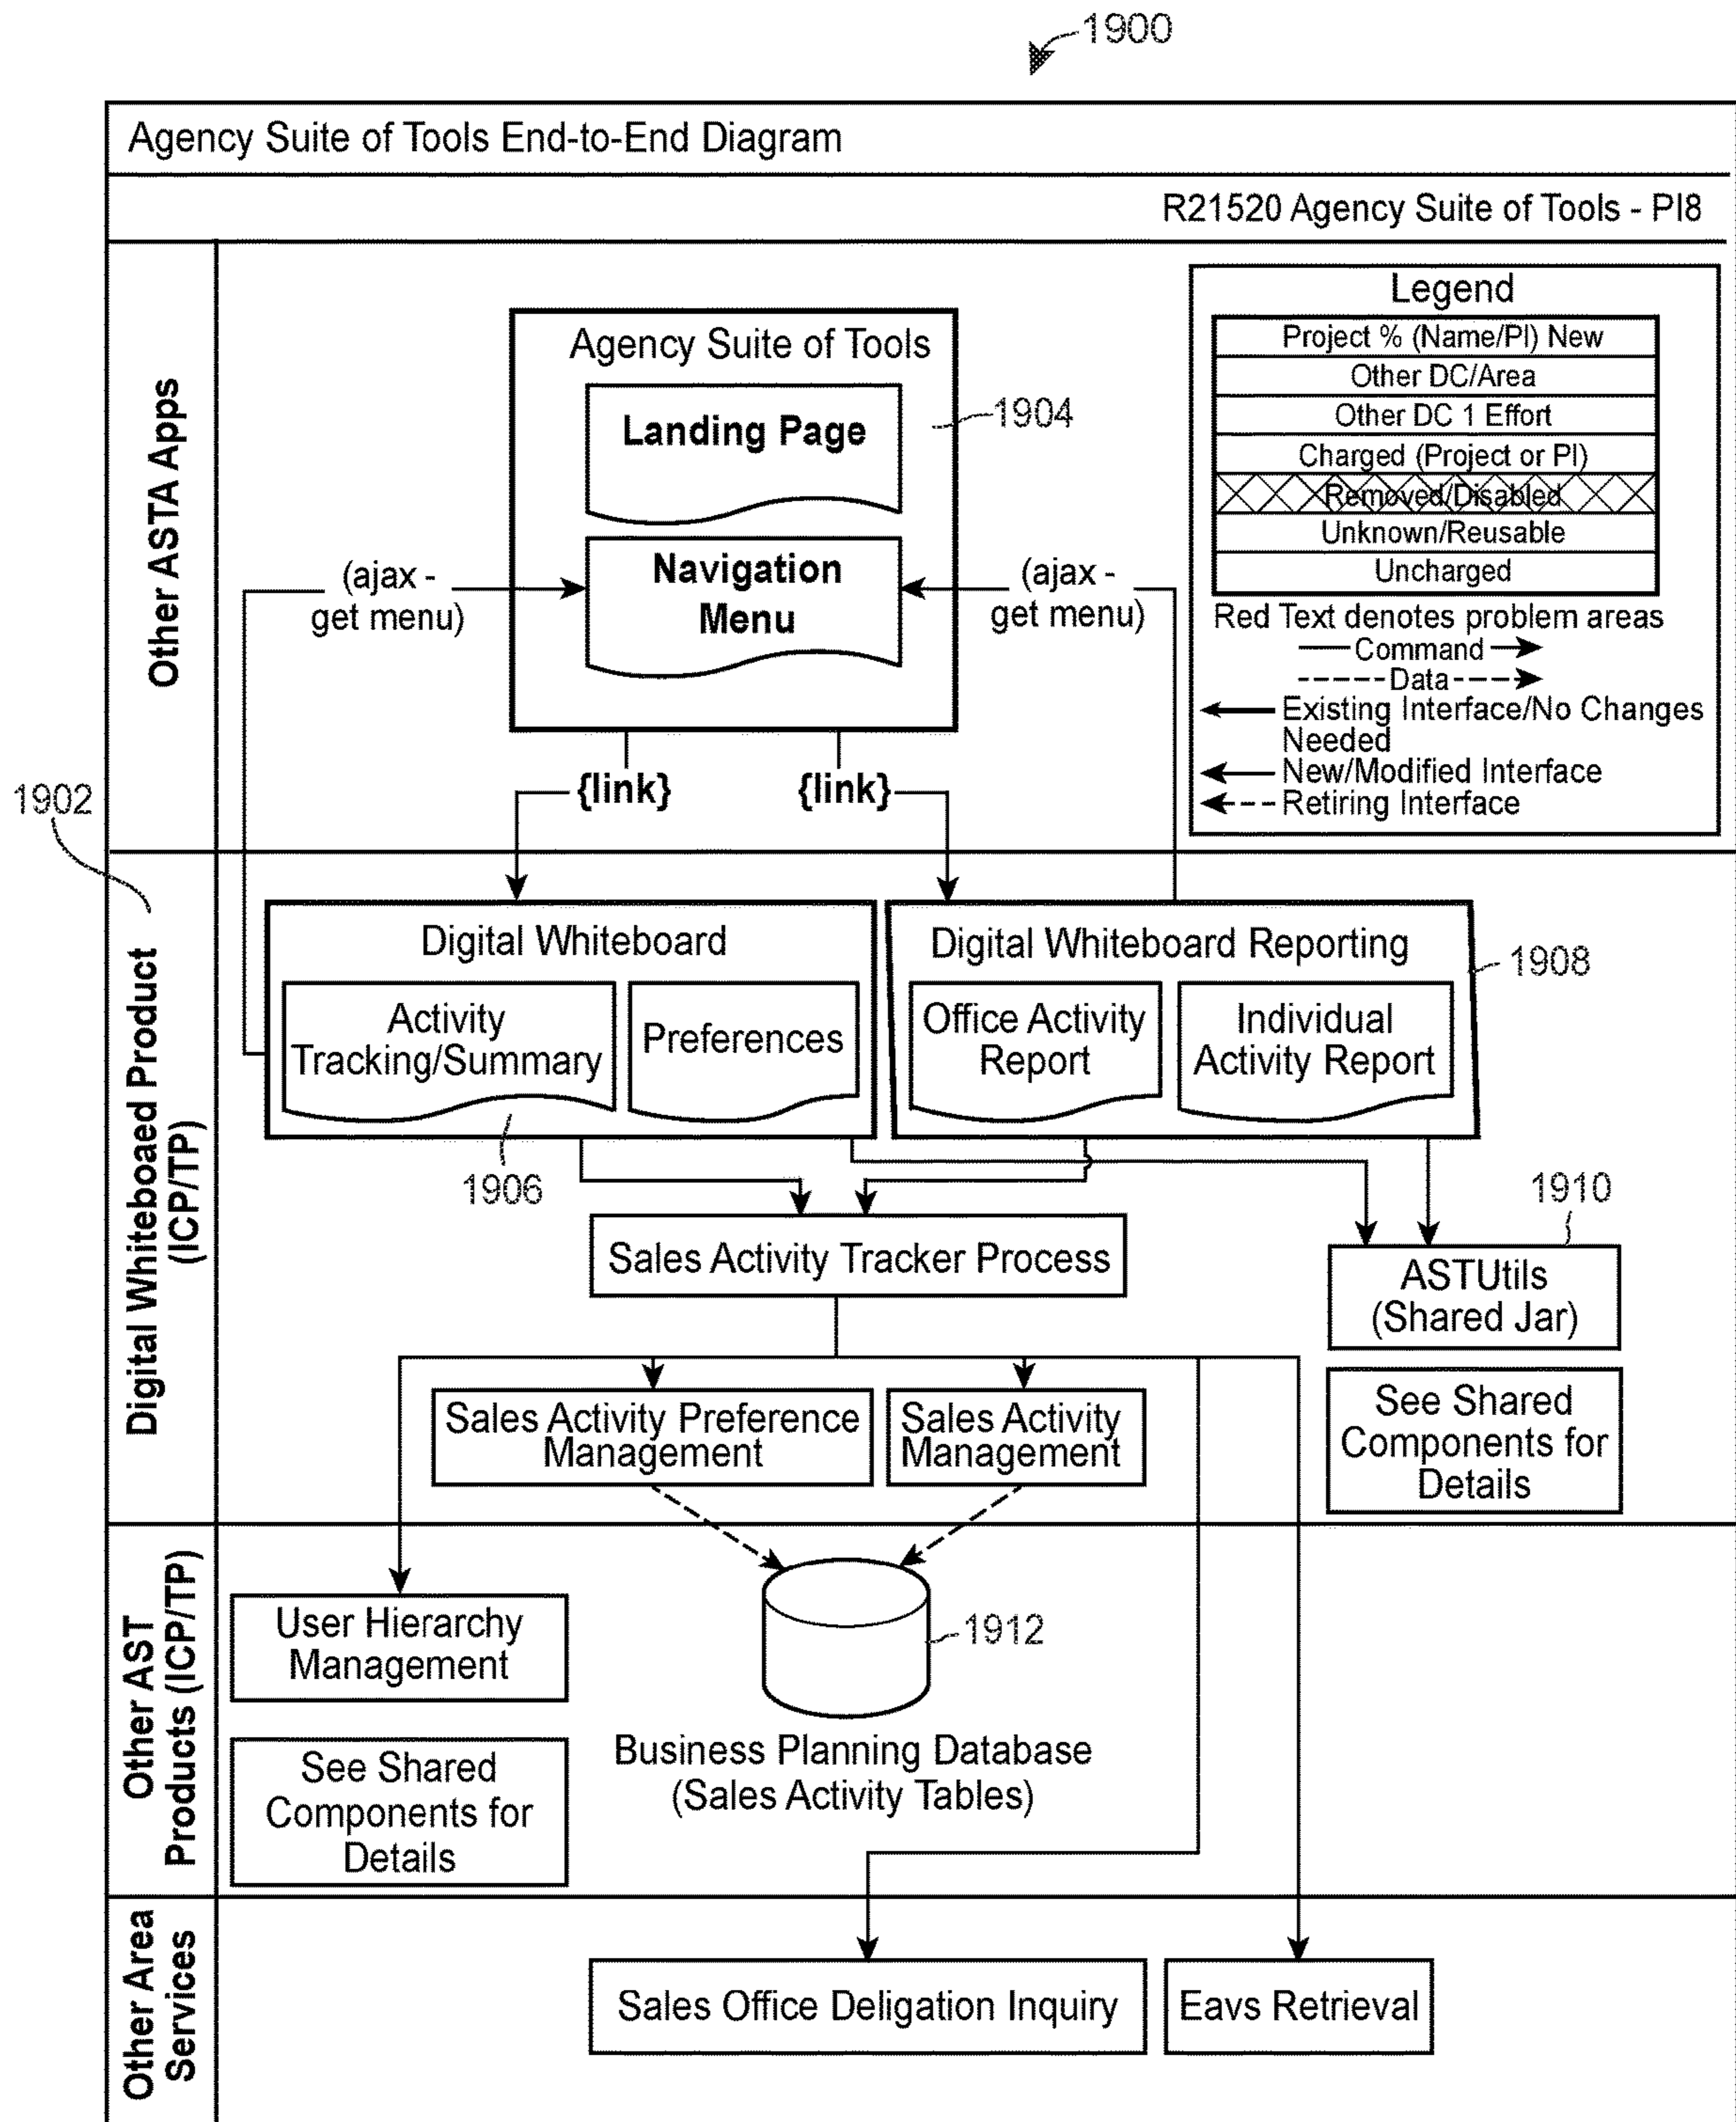 1900
Agency Suite of Tools End-to-End Diagram
R21520 Agency Suite of Tools - PI8
Other ASTA Apps
Agency Suite of Tools
Landing Page
1904
Navigation
Menu
(ajax -
get menu)
(ajax -
get menu)
{link}
{link}
Legend
Project % (Name/PI) New
Other DC/Area
Other DC 1 Effort
Charged (Project or PI)
Removed/Disabled
Unknown/Reusable
Uncharged
Red Text denotes problem areas
Command
Data
Existing Interface/No Changes
Needed
New/Modified Interface
Retiring Interface
1902
Digital Whiteboaed Product
(ICP/TP)
Digital Whiteboard
Activity
Tracking/Summary
Preferences
1906
Digital Whiteboard Reporting
Office Activity
Report
Individual
Activity Report
1908
Sales Activity Tracker Process
1910
ASTUtils
(Shared Jar)
See Shared
Components for
Details
Sales Activity Preference
Management
Sales Activity
Management
Other AST
Products (ICP/TP)
User Hierarchy
Management
See Shared
Components for
Details
1912
Business Planning Database
(Sales Activity Tables)
Other Area
Services
Sales Office Deligation Inquiry
Eavs Retrieval